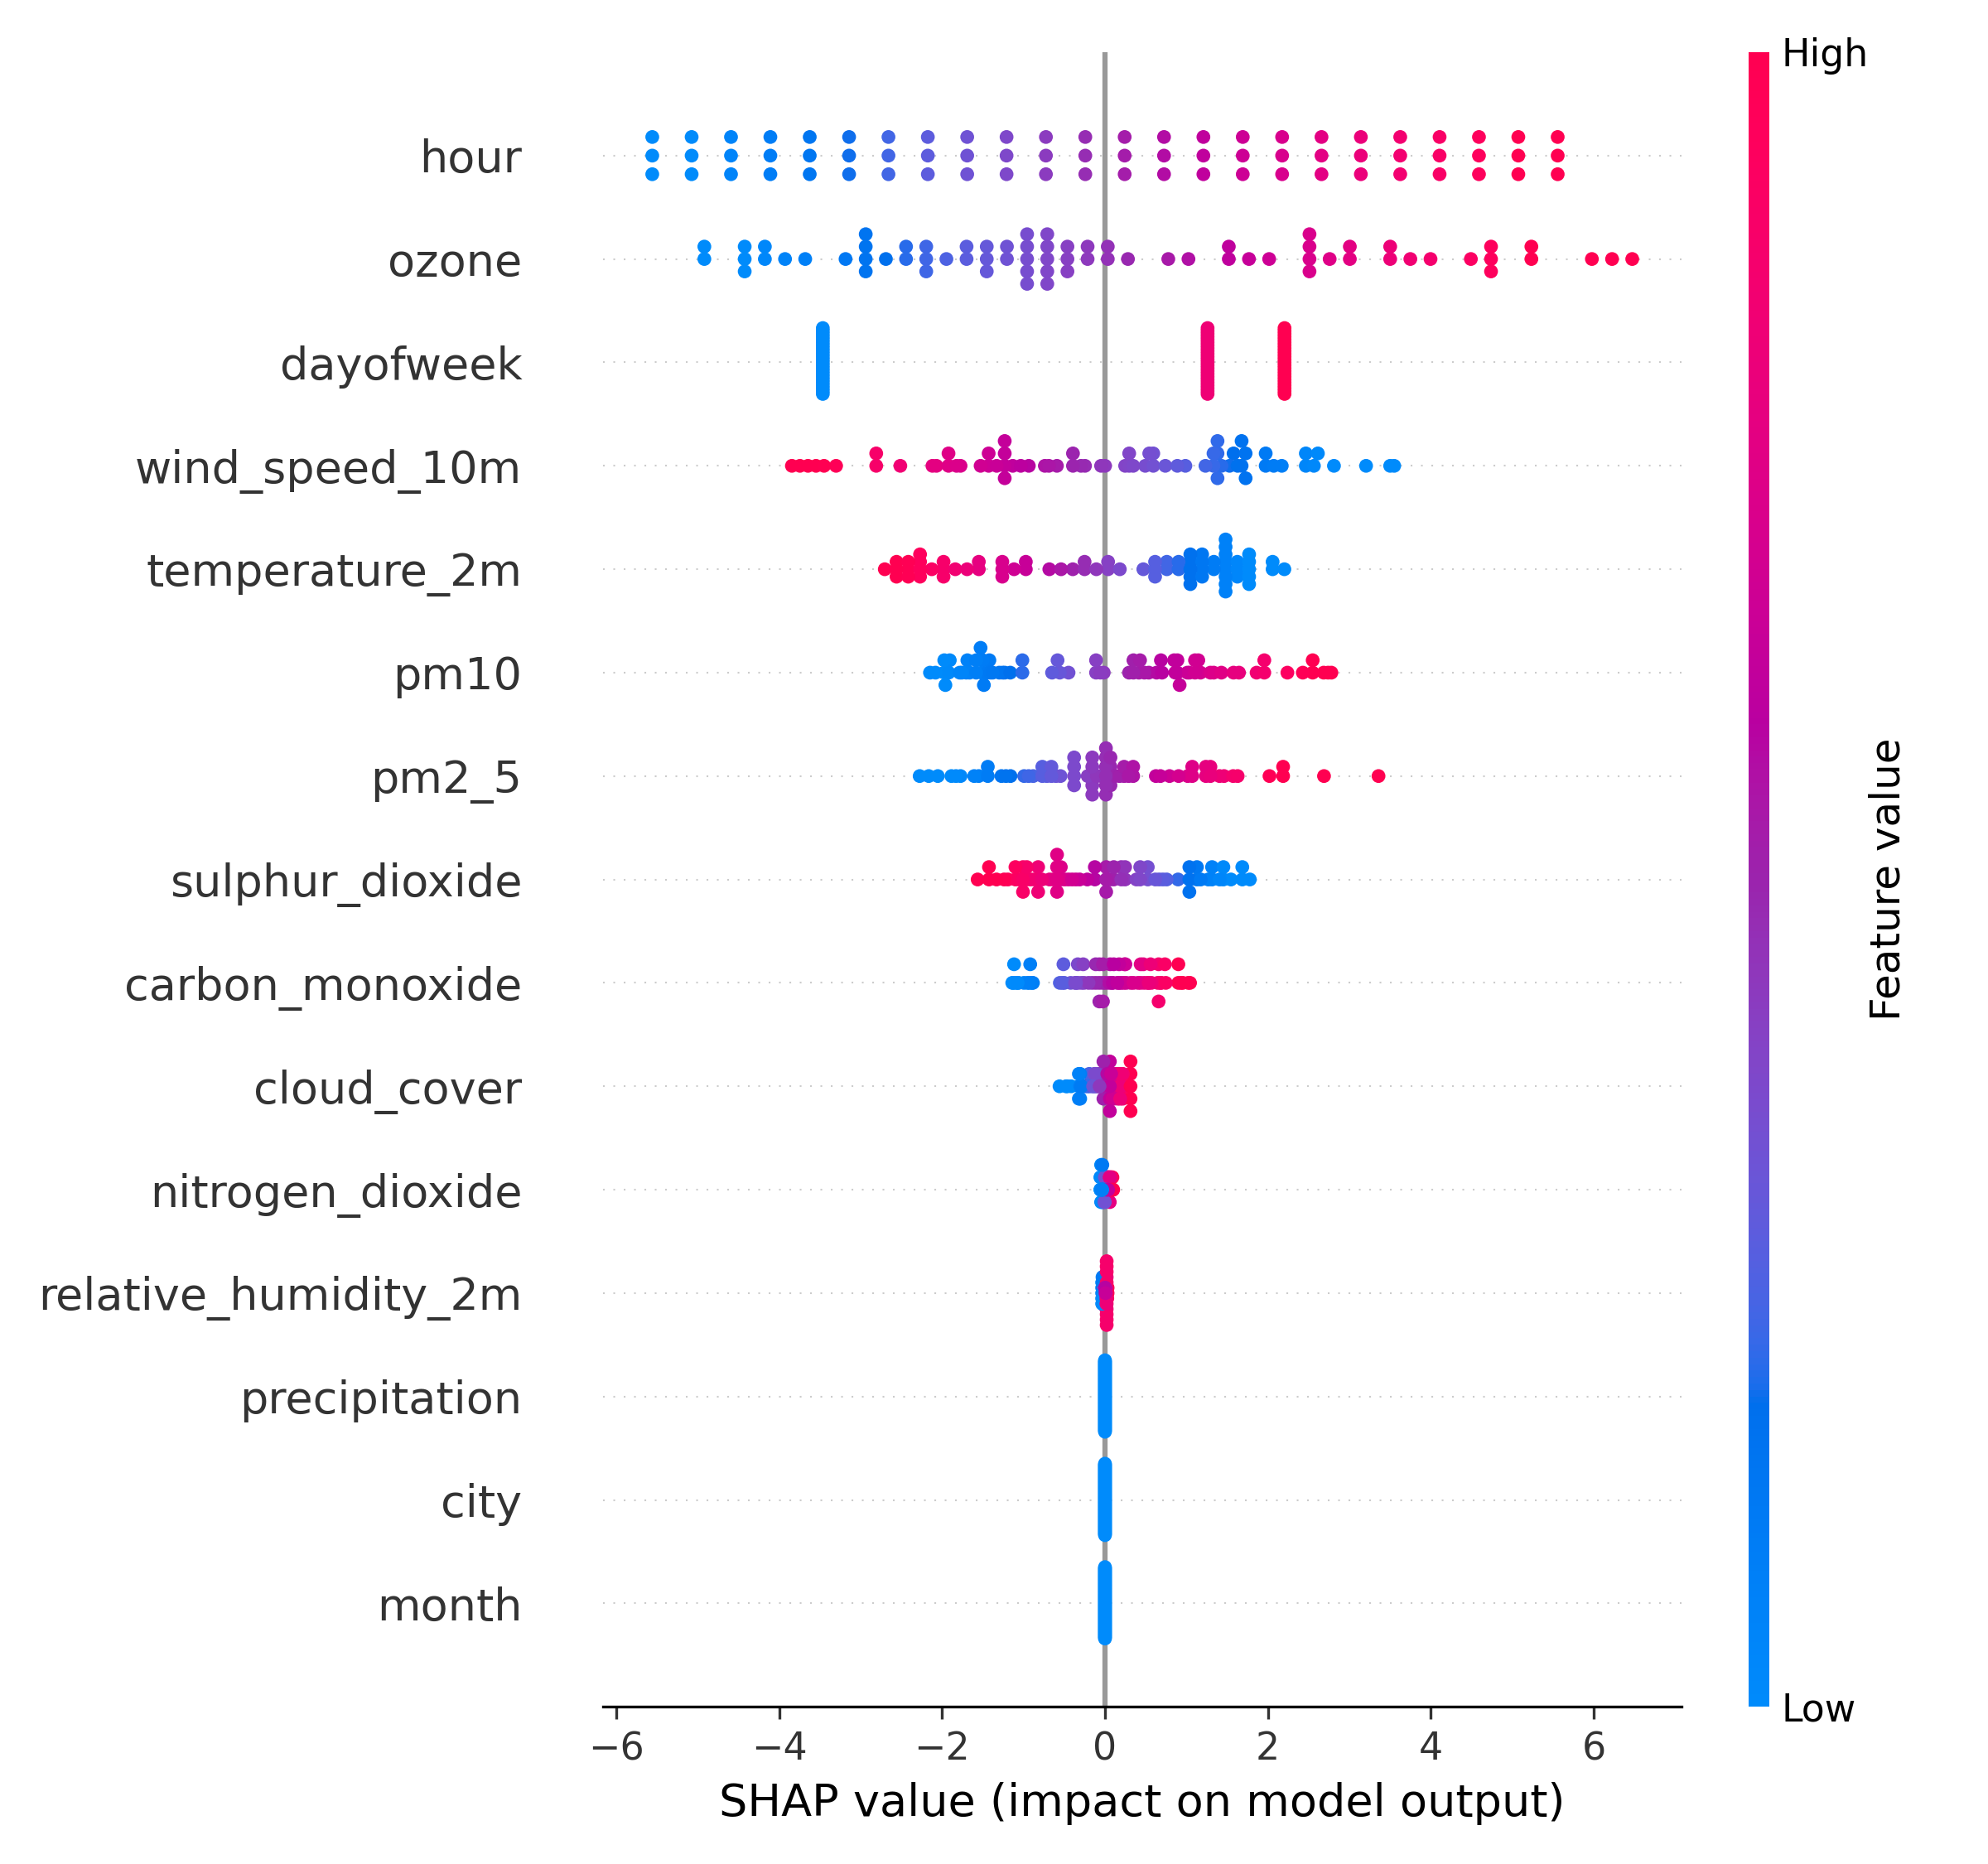 High
hour
ozone
dayofweek
wind_speed_10m
temperature_2m
pm10
pm2_5
sulphur_dioxide
carbon_monoxide
cloud_cover
nitrogen_dioxide
relative_humidity_2m
precipitation
city
month
Feature value
Low
−6 −4 −2 0 2 4 6
SHAP value (impact on model output)